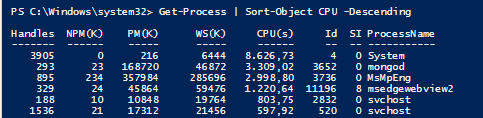 PS C:\Windows\system32> Get-Process | Sort-Object CPU -Descending
Handles NPM(K) PM(K) WS(K) CPU(s) Id SI ProcessName
------- ------ ----- ----- ------ -- -- -----------
3905 0 216 6444 8.626,73 4 0 System
293 23 168720 46872 3.309,02 3652 0 mongod
895 234 357984 285696 2.998,80 3736 0 MsMpEng
329 24 45864 59476 1.220,64 11196 8 msedgewebview2
188 10 10848 19764 803,75 2832 0 svchost
1536 21 17312 21456 597,92 520 0 svchost